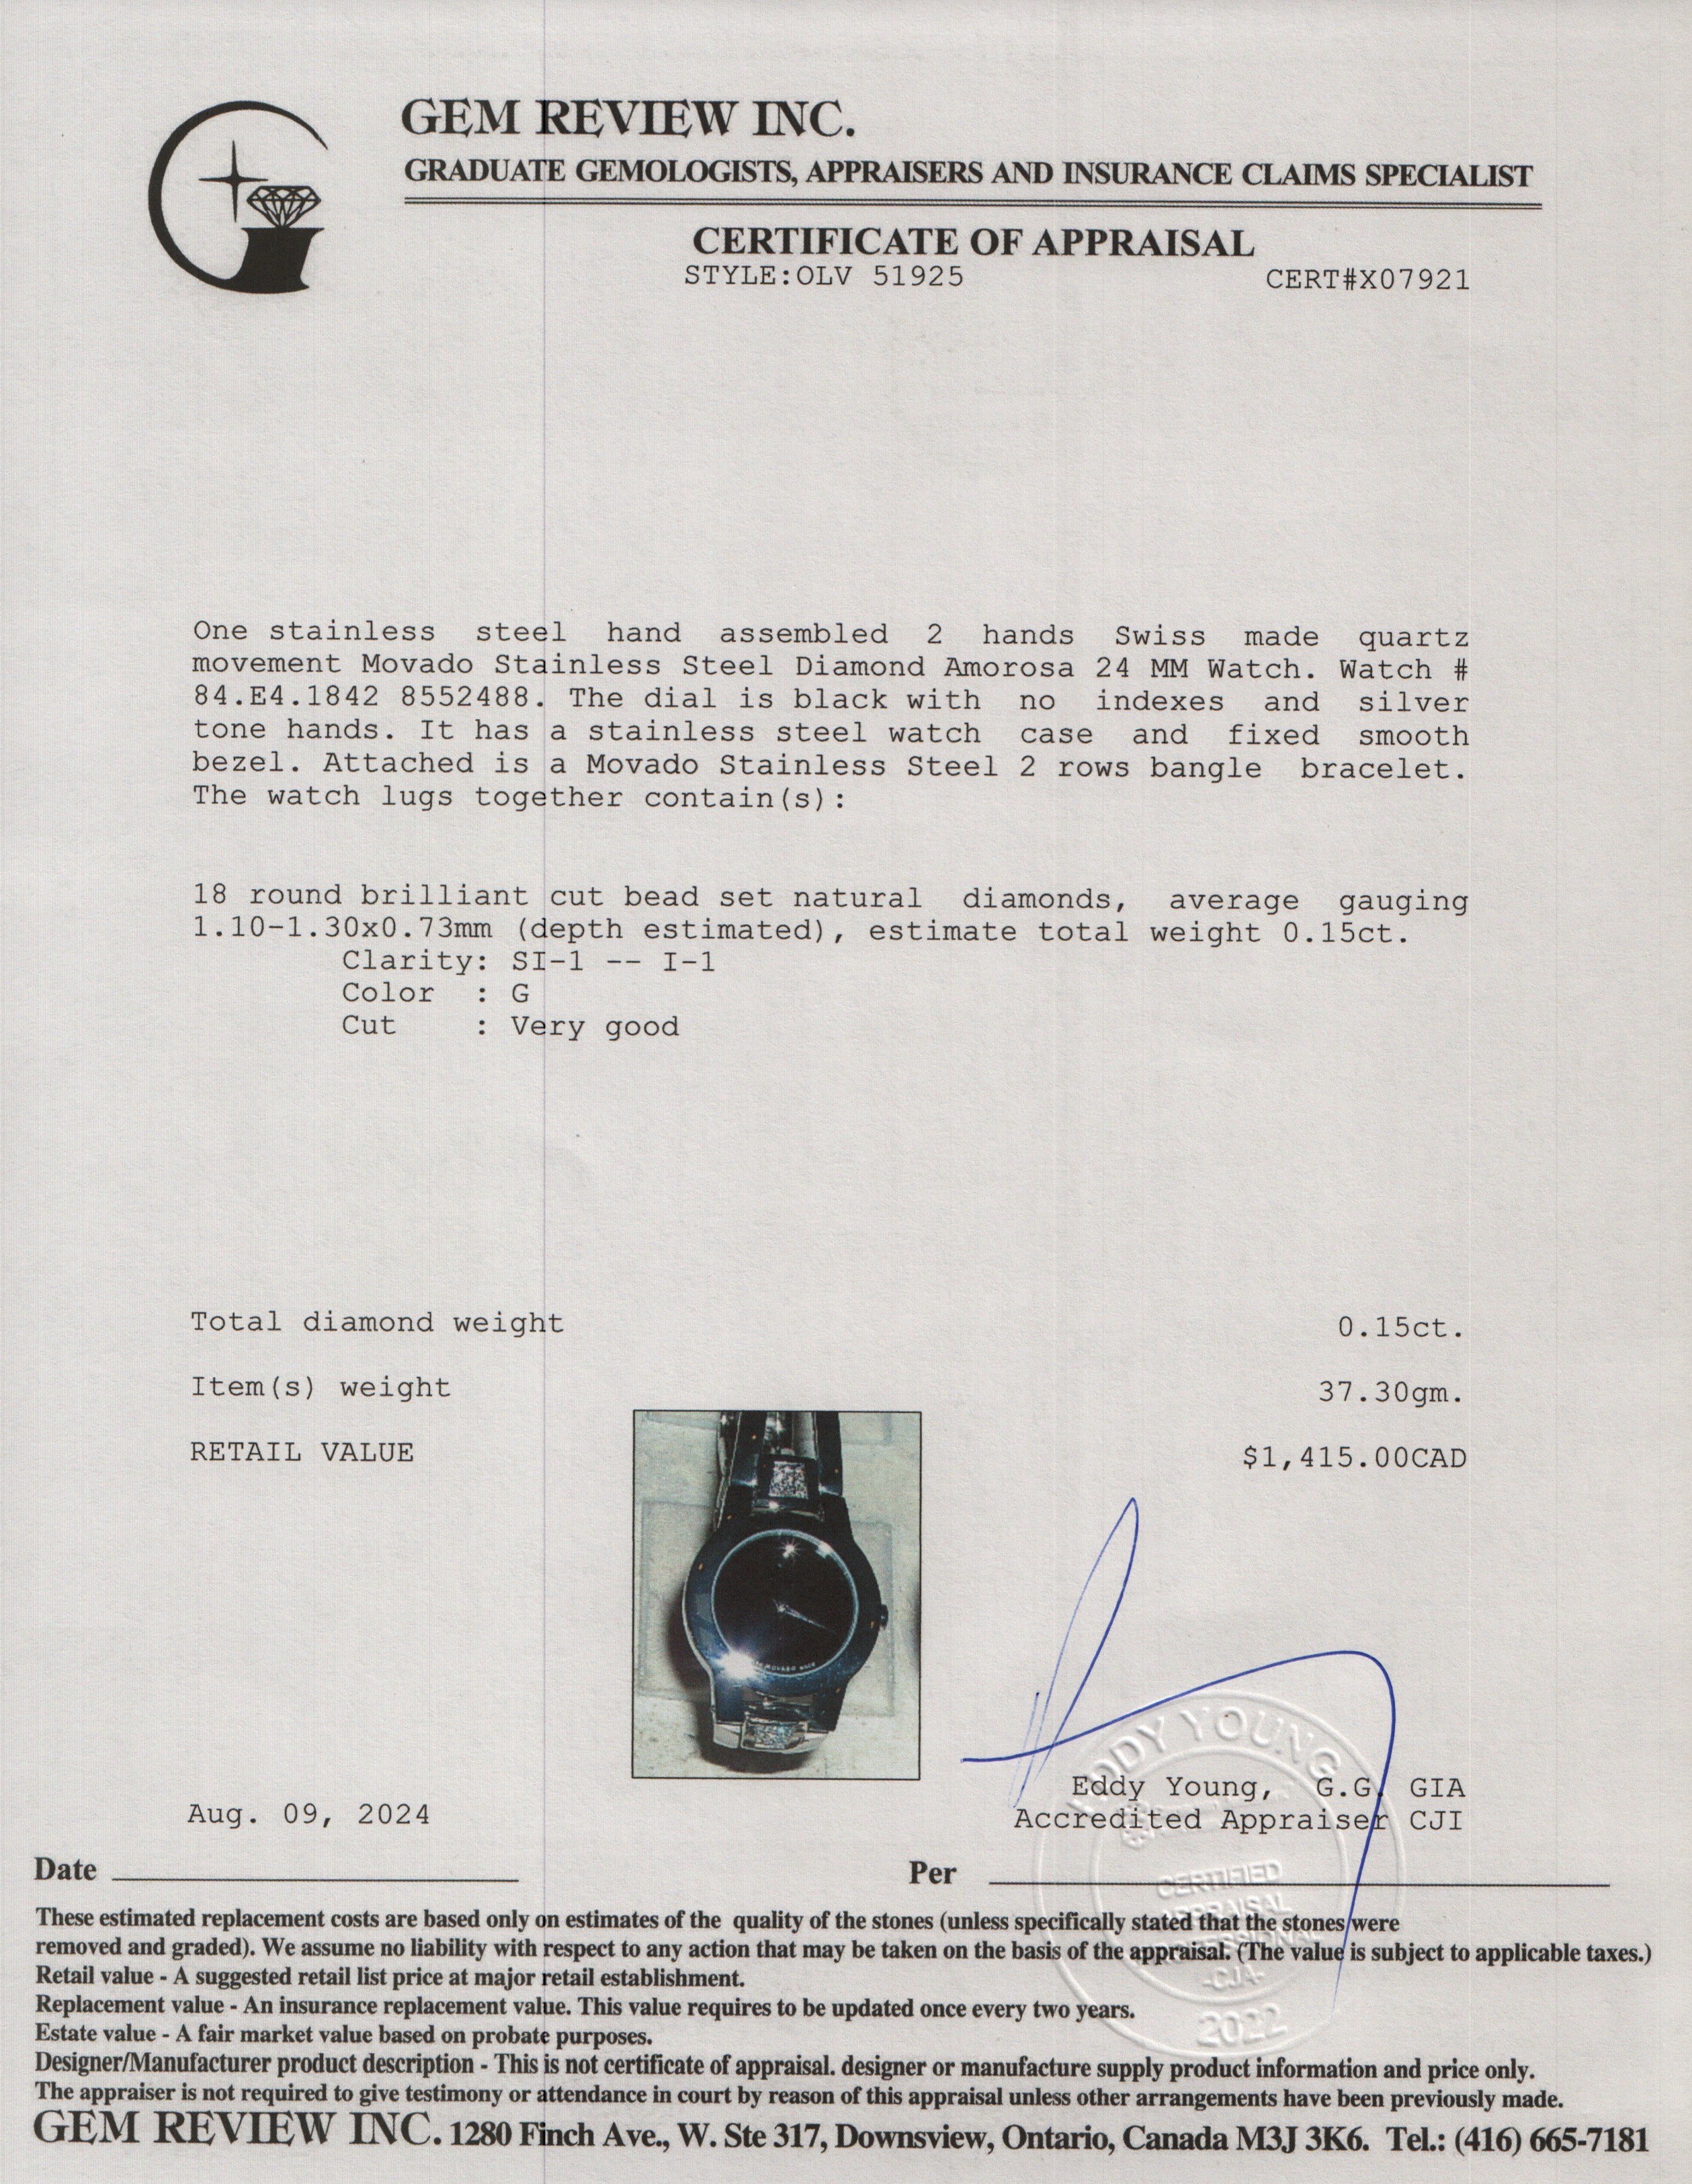 GEM REVIEW INC.
GRADUATE GEMOLOGISTS, APPRAISERS AND INSURANCE CLAIMS SPECIALIST
CERTIFICATE OF APPRAISAL
STYLE:OLV 51925 CERT#X07921
One stainless steel hand assembled 2 hands Swiss made quartz
movement Movado Stainless Steel Diamond Amorosa 24 MM Watch. Watch #
84.E4.1842 8552488. The dial is black with no indexes and silver
tone hands. It has a stainless steel watch case and fixed smooth
bezel. Attached is a Movado Stainless Steel 2 rows bangle bracelet.
The watch lugs together contain(s):
18 round brilliant cut bead set natural diamonds, average gauging
1.10-1.30x0.73mm (depth estimated), estimate total weight 0.15ct.
Clarity: SI-1 -- I-1
Color : G
Cut : Very good
Total diamond weight 0.15ct.
Item(s) weight 37.30gm.
RETAIL VALUE $1,415.00CAD
MOVADO
EDDY YOUNG
Eddy Young, G.G. GIA
Aug. 09, 2024 Accredited Appraiser CJI
Date Per
CERTIFIED
APPRAISAL
PROFESSIONAL
-CJA-
2022
These estimated replacement costs are based only on estimates of the quality of the stones (unless specifically stated that the stones were
removed and graded). We assume no liability with respect to any action that may be taken on the basis of the appraisal. (The value is subject to applicable taxes.)
Retail value - A suggested retail list price at major retail establishment.
Replacement value - An insurance replacement value. This value requires to be updated once every two years.
Estate value - A fair market value based on probate purposes.
Designer/Manufacturer product description - This is not certificate of appraisal. designer or manufacture supply product information and price only.
The appraiser is not required to give testimony or attendance in court by reason of this appraisal unless other arrangements have been previously made.
GEM REVIEW INC. 1280 Finch Ave., W. Ste 317, Downsview, Ontario, Canada M3J 3K6. Tel.: (416) 665-7181